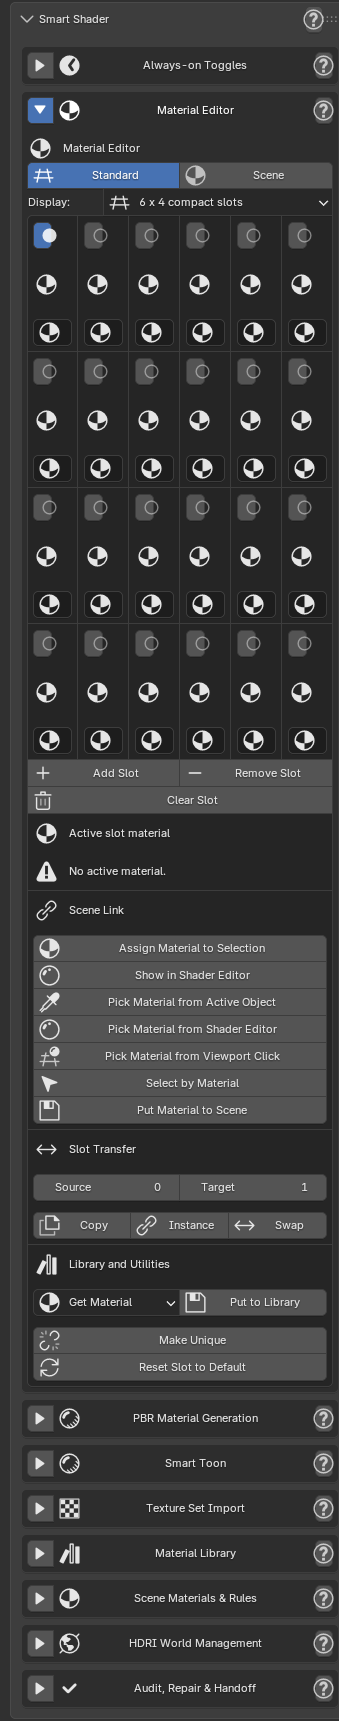 Smart Shader
Always-on Toggles
Material Editor
Material Editor
Standard Scene
Display: 6 x 4 compact slots
Add Slot Remove Slot
Clear Slot
Active slot material
No active material.
Scene Link
Assign Material to Selection
Show in Shader Editor
Pick Material from Active Object
Pick Material from Shader Editor
Pick Material from Viewport Click
Select by Material
Put Material to Scene
Slot Transfer
Source 0 Target 1
Copy Instance Swap
Library and Utilities
Get Material Put to Library
Make Unique
Reset Slot to Default
PBR Material Generation
Smart Toon
Texture Set Import
Material Library
Scene Materials & Rules
HDRI World Management
Audit, Repair & Handoff